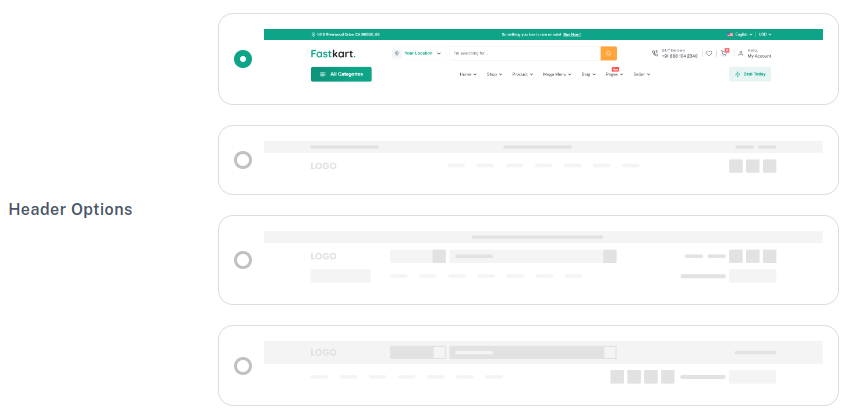 1418 Riverwood Drive, CA 96052, US
Something you love is now on sale! Buy Now!
English
USD
Fastkart.
Your Location
I'm searching for...
24/7 Delivery
+91 888 104 2340
Hello,
My Account
All Categories
Home
Shop
Product
Mega Menu
Blog
New
Pages
Seller
Deal Today
LOGO
Header Options
LOGO
LOGO